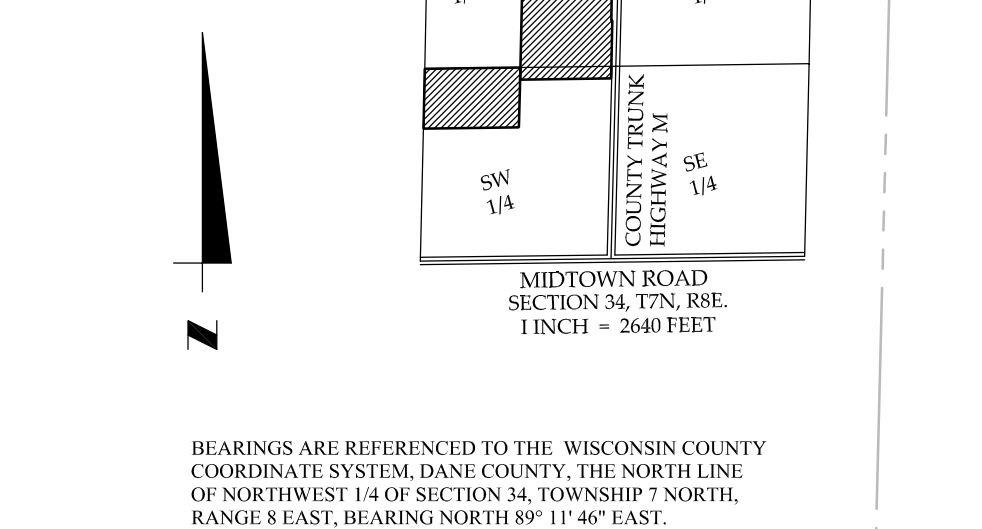 COUNTY TRUNK
HIGHWAY M
SW
1/4
SE
1/4
MIDTOWN ROAD
SECTION 34, T7N, R8E.
I INCH = 2640 FEET
N
BEARINGS ARE REFERENCED TO THE WISCONSIN COUNTY
COORDINATE SYSTEM, DANE COUNTY, THE NORTH LINE
OF NORTHWEST 1/4 OF SECTION 34, TOWNSHIP 7 NORTH,
RANGE 8 EAST, BEARING NORTH 89° 11' 46" EAST.